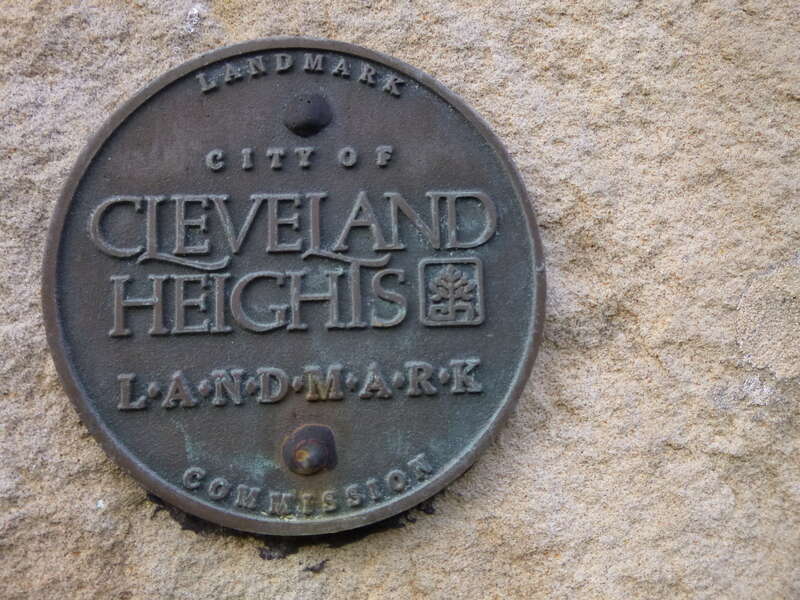 LANDMARK
CITY OF
CLEVELAND
HEIGHTS
L·A·N·D·M·A·R·K
COMMISSION